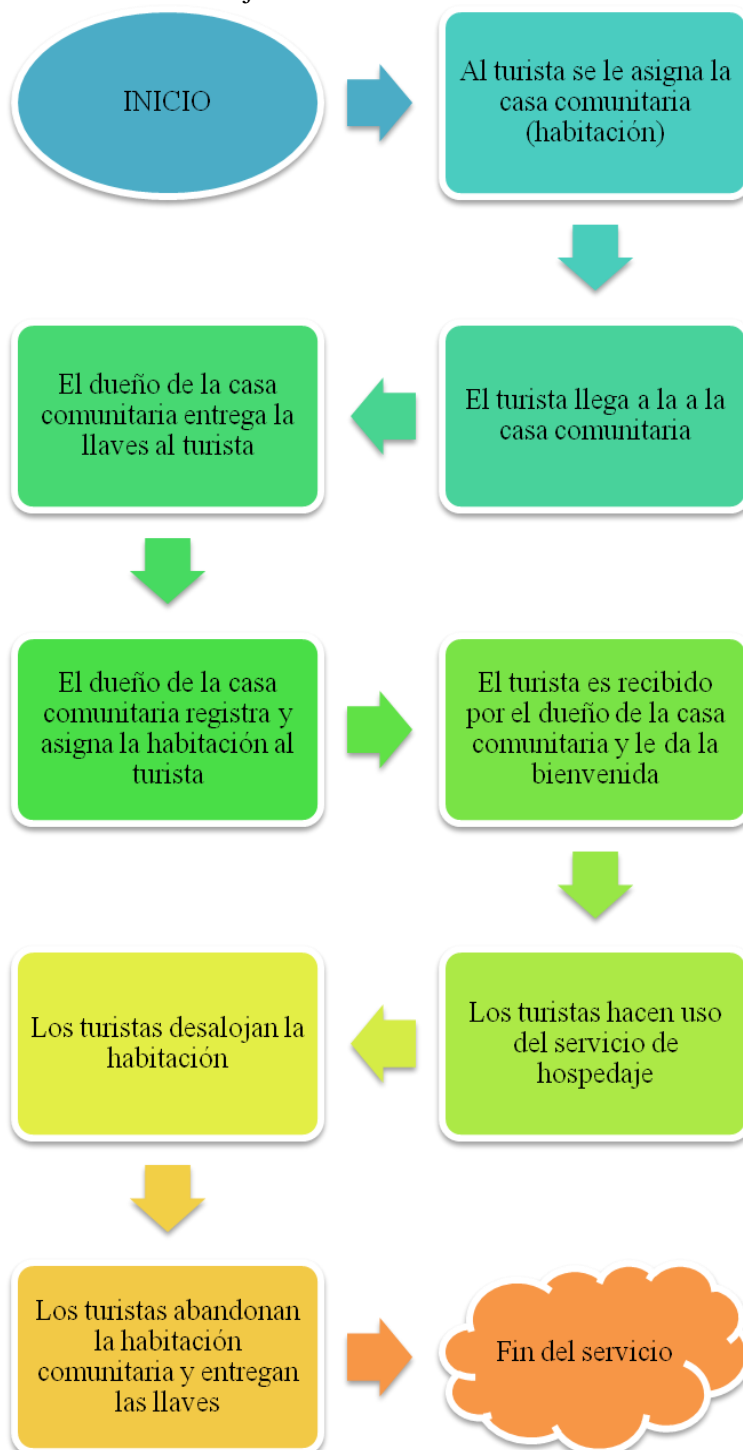 INICIO
Al turista se le asigna la
casa comunitaria
(habitación)
El turista llega a la a la
casa comunitaria
El dueño de la casa
comunitaria entrega la
llaves al turista
El dueño de la casa
comunitaria registra y
asigna la habitación al
turista
El turista es recibido
por el dueño de la casa
comunitaria y le da la
bienvenida
Los turistas hacen uso
del servicio de
hospedaje
Los turistas desalojan la
habitación
Los turistas abandonan
la habitación
comunitaria y entregan
las llaves
Fin del servicio